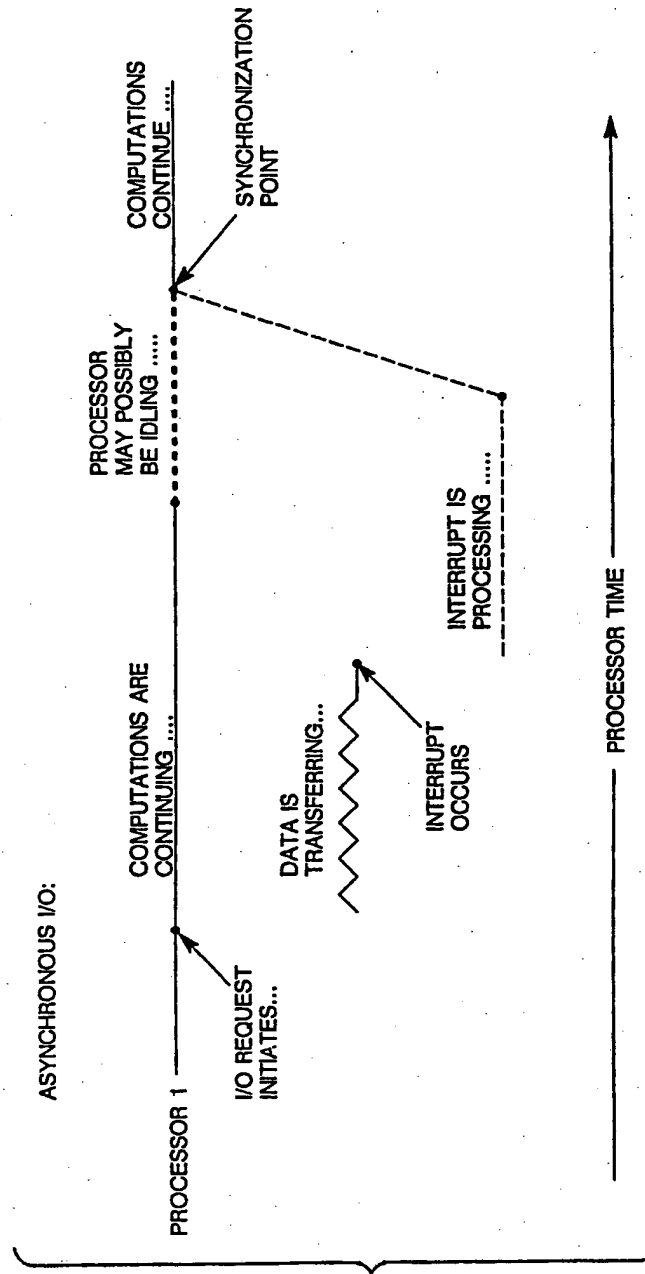 ASYNCHRONOUS I/O:
PROCESSOR 1
I/O REQUEST
INITIATES...
COMPUTATIONS ARE
CONTINUING .....
PROCESSOR
MAY POSSIBLY
BE IDLING .....
COMPUTATIONS
CONTINUE .....
SYNCHRONIZATION
POINT
DATA IS
TRANSFERRING...
INTERRUPT
OCCURS
INTERRUPT IS
PROCESSING .....
PROCESSOR TIME